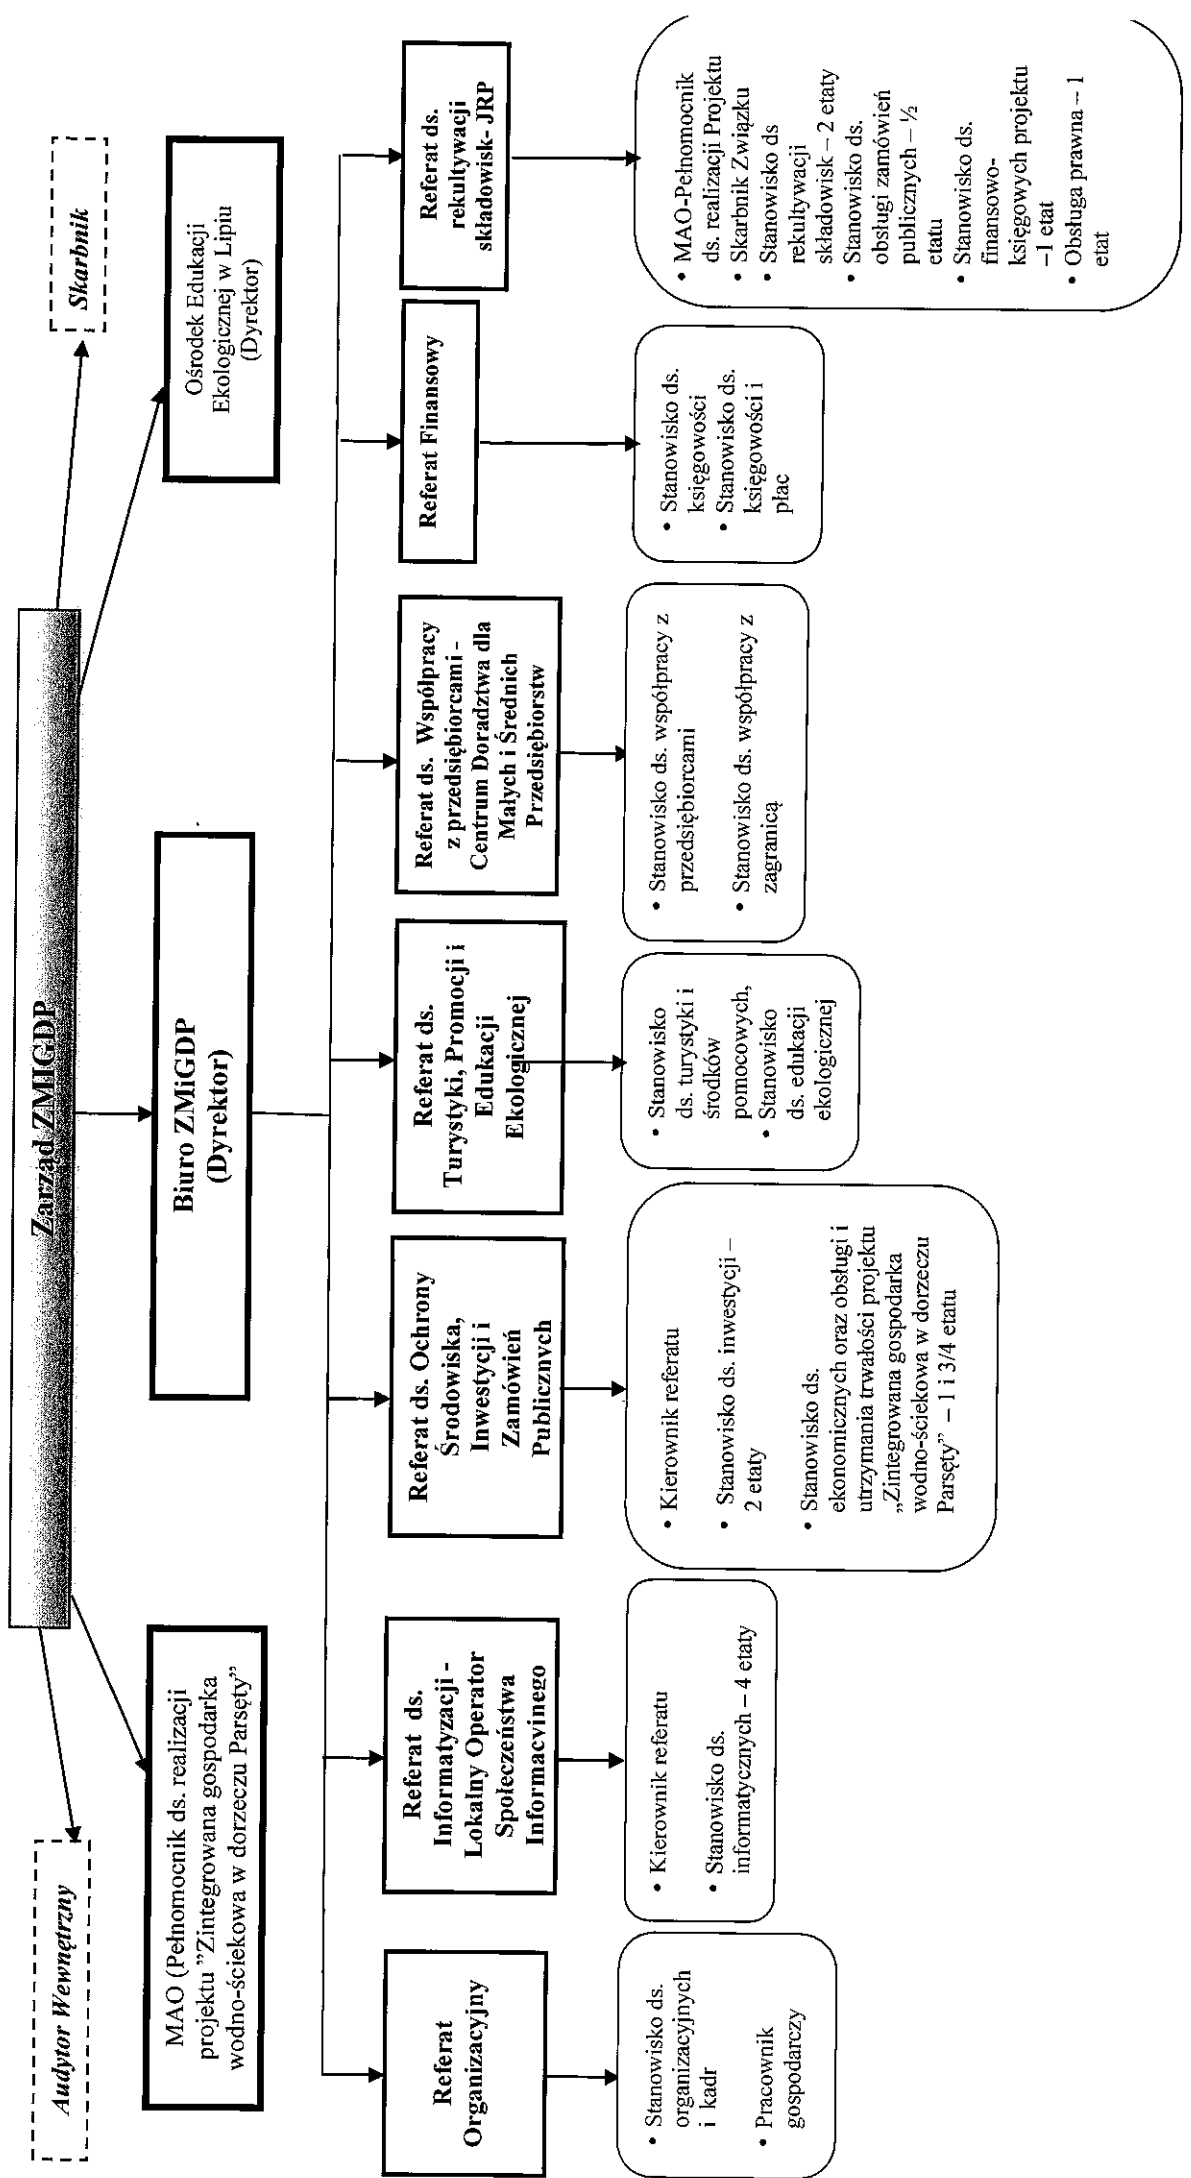 Zarząd ZMIGDP
Audytor Wewnętrzny
Skarbnik
MAO (Pełnomocnik ds. realizacji
projektu ”Zintegrowana gospodarka
wodno-ściekowa w dorzeczu Parsęty”
Biuro ZMiGDP
(Dyrektor)
Ośrodek Edukacji
Ekologicznej w Lipiu
(Dyrektor)
Referat
Organizacyjny
Referat ds.
Informatyzacji -
Lokalny Operator
Społeczeństwa
Informacyjnego
Referat ds. Ochrony
Środowiska,
Inwestycji i
Zamówień
Publicznych
Referat ds.
Turystyki, Promocji i
Edukacji
Ekologicznej
Referat ds. Współpracy
z przedsiębiorcami -
Centrum Doradztwa dla
Małych i Średnich
Przedsiębiorstw
Referat Finansowy
Referat ds.
rekultywacji
składowisk- JRP
• Stanowisko ds.
organizacyjnych
i kadr
• Pracownik
gospodarczy
• Kierownik referatu
• Stanowisko ds.
informatycznych – 4 etaty
• Kierownik referatu
• Stanowisko ds. inwestycji –
2 etaty
• Stanowisko ds.
ekonomicznych oraz obsługi i
utrzymania trwałości projektu
„Zintegrowana gospodarka
wodno-ściekowa w dorzeczu
Parsęty” – 1 i 3/4 etatu
• Stanowisko
ds. turystyki i
środków
pomocowych,
• Stanowisko
ds. edukacji
ekologicznej
• Stanowisko ds. współpracy z
przedsiębiorcami
• Stanowisko ds. współpracy z
zagranicą
• Stanowisko ds.
księgowości
• Stanowisko ds.
księgowości i
płac
• MAO-Pełnomocnik
ds. realizacji Projektu
• Skarbnik Związku
• Stanowisko ds
rekultywacji
składowisk – 2 etaty
• Stanowisko ds.
obsługi zamówień
publicznych – ½
etatu
• Stanowisko ds.
finansowo-
księgowych projektu
–1 etat
• Obsługa prawna – 1
etat